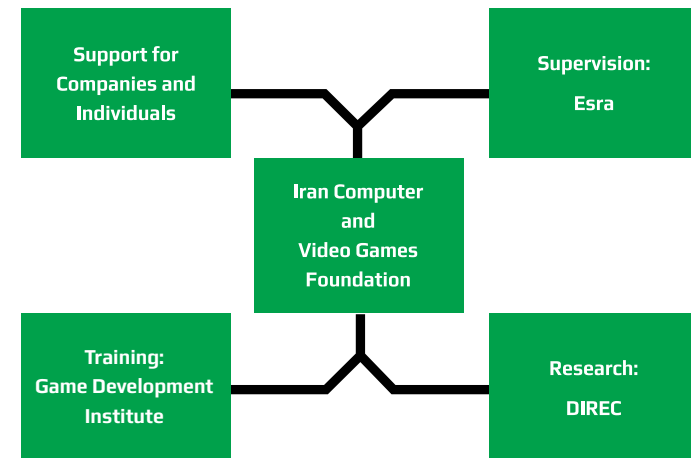 Support for
Companies and
Individuals
Supervision:
Esra
Iran Computer
and
Video Games
Foundation
Training:
Game Development
Institute
Research:
DIREC